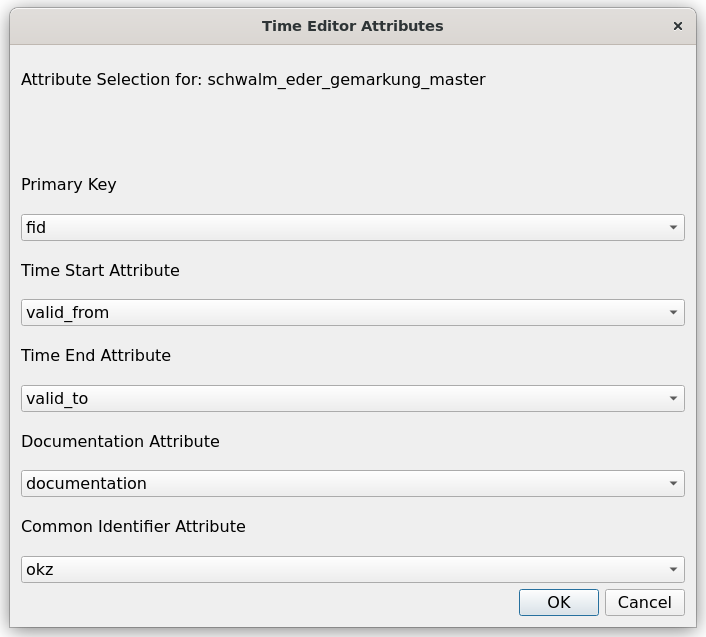 Time Editor Attributes
Attribute Selection for: schwalm_eder_gemarkung_master
Primary Key
fid
Time Start Attribute
valid_from
Time End Attribute
valid_to
Documentation Attribute
documentation
Common Identifier Attribute
okz
OK Cancel